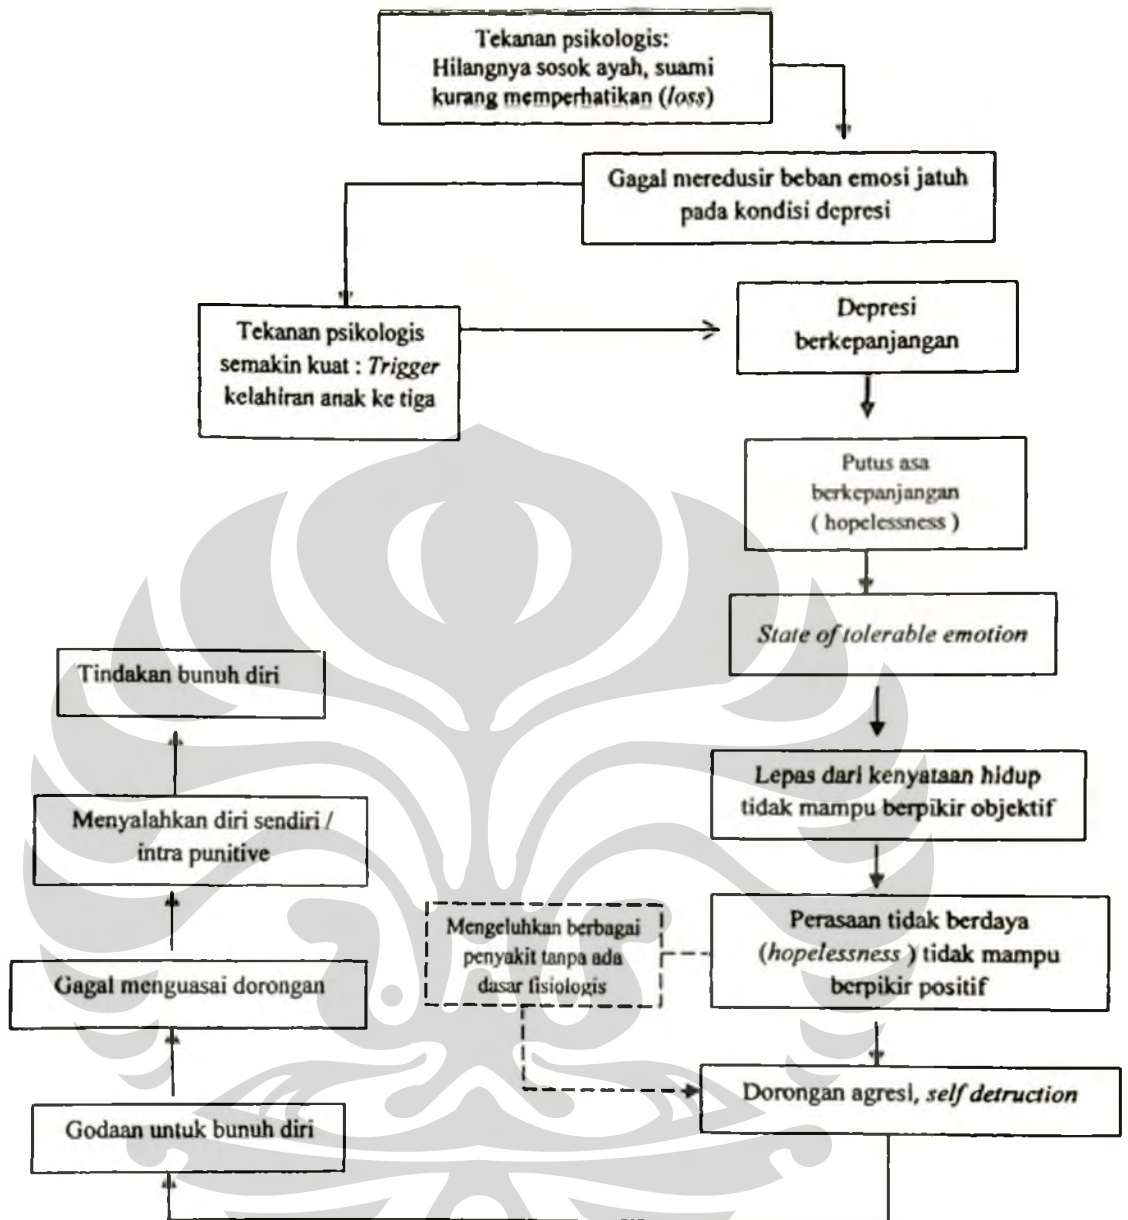 Tekanan psikologis:
Hilangnya sosok ayah, suami
kurang memperhatikan (loss)
Gagal meredusir beban emosi jatuh
pada kondisi depresi
Tekanan psikologis
semakin kuat : Trigger
kelahiran anak ke tiga
Depresi
berkepanjangan
Putus asa
berkepanjangan
( hopelessness )
State of tolerable emotion
Lepas dari kenyataan hidup
tidak mampu berpikir objektif
Perasaan tidak berdaya
(hopelessness ) tidak mampu
berpikir positif
Mengeluhkan berbagai
penyakit tanpa ada
dasar fisiologis
Dorongan agresi, self detruction
Godaan untuk bunuh diri
Gagal menguasai dorongan
Menyalahkan diri sendiri /
intra punitive
Tindakan bunuh diri